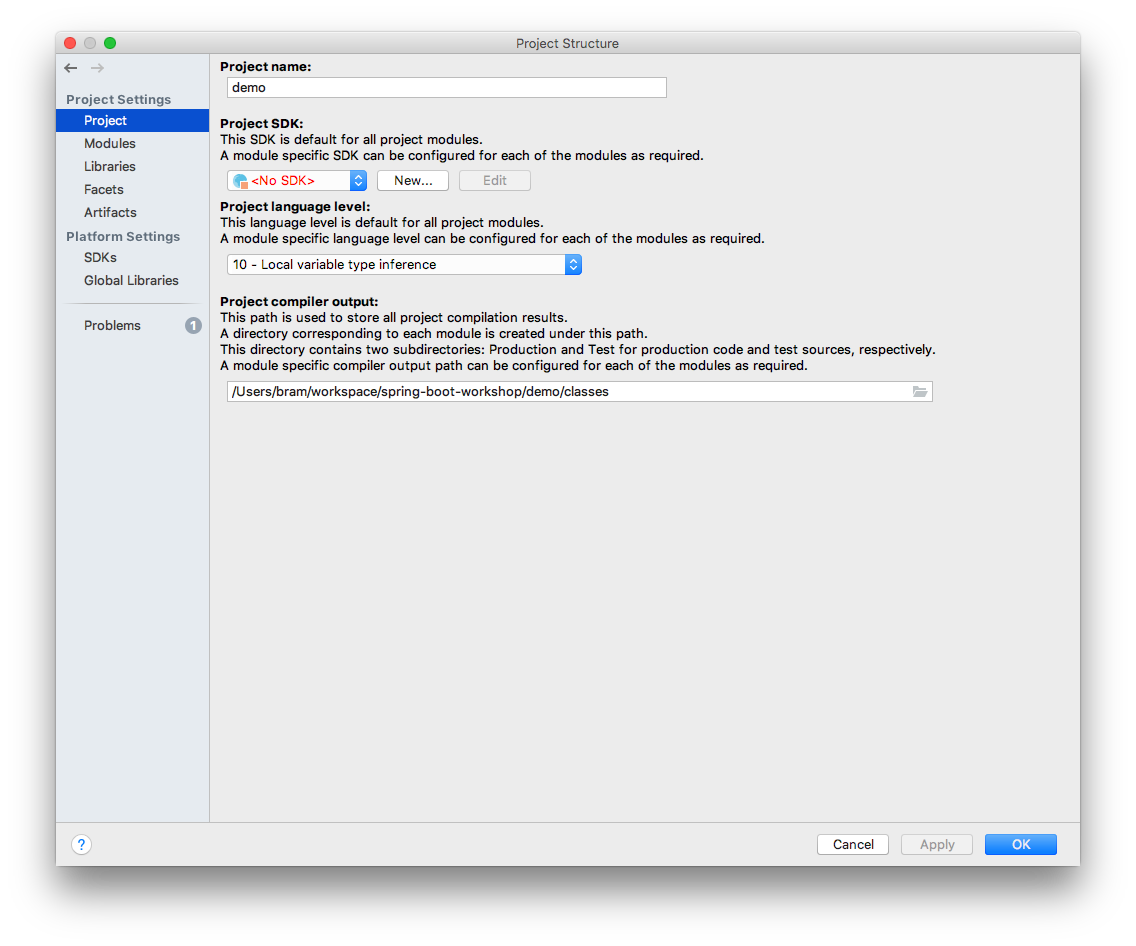 Project Structure
Project Settings
Project
Modules
Libraries
Facets
Artifacts
Platform Settings
SDKs
Global Libraries
Problems
1
Project name:
demo
Project SDK:
This SDK is default for all project modules.
A module specific SDK can be configured for each of the modules as required.
<No SDK>
New...
Edit
Project language level:
This language level is default for all project modules.
A module specific language level can be configured for each of the modules as required.
10 - Local variable type inference
Project compiler output:
This path is used to store all project compilation results.
A directory corresponding to each module is created under this path.
This directory contains two subdirectories: Production and Test for production code and test sources, respectively.
A module specific compiler output path can be configured for each of the modules as required.
/Users/bram/workspace/spring-boot-workshop/demo/classes
?
Cancel
Apply
OK